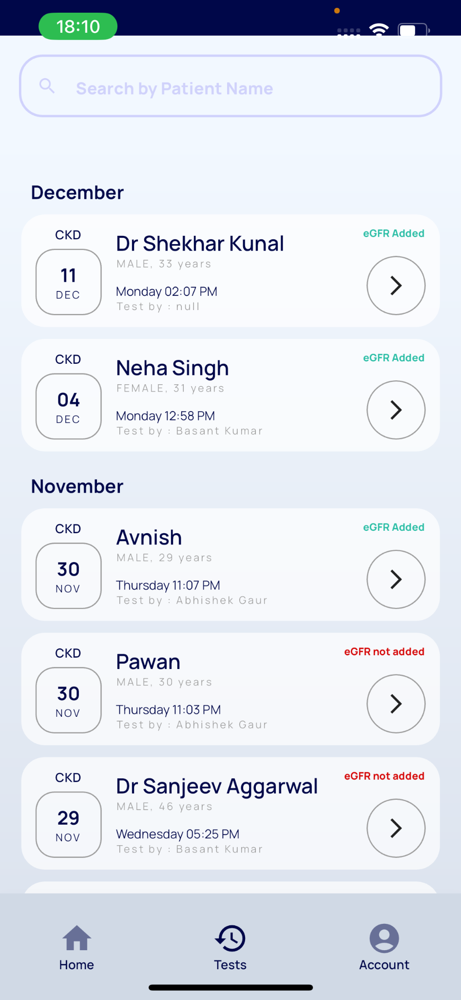 18:10
Search by Patient Name
December
CKD
11
DEC
Dr Shekhar Kunal
MALE, 33 years
Monday 02:07 PM
Test by : null
eGFR Added
CKD
04
DEC
Neha Singh
FEMALE, 31 years
Monday 12:58 PM
Test by : Basant Kumar
eGFR Added
November
CKD
30
NOV
Avnish
MALE, 29 years
Thursday 11:07 PM
Test by : Abhishek Gaur
eGFR Added
CKD
30
NOV
Pawan
MALE, 30 years
Thursday 11:03 PM
Test by : Abhishek Gaur
eGFR not added
CKD
29
NOV
Dr Sanjeev Aggarwal
MALE, 46 years
Wednesday 05:25 PM
Test by : Basant Kumar
eGFR not added
Home
Tests
Account